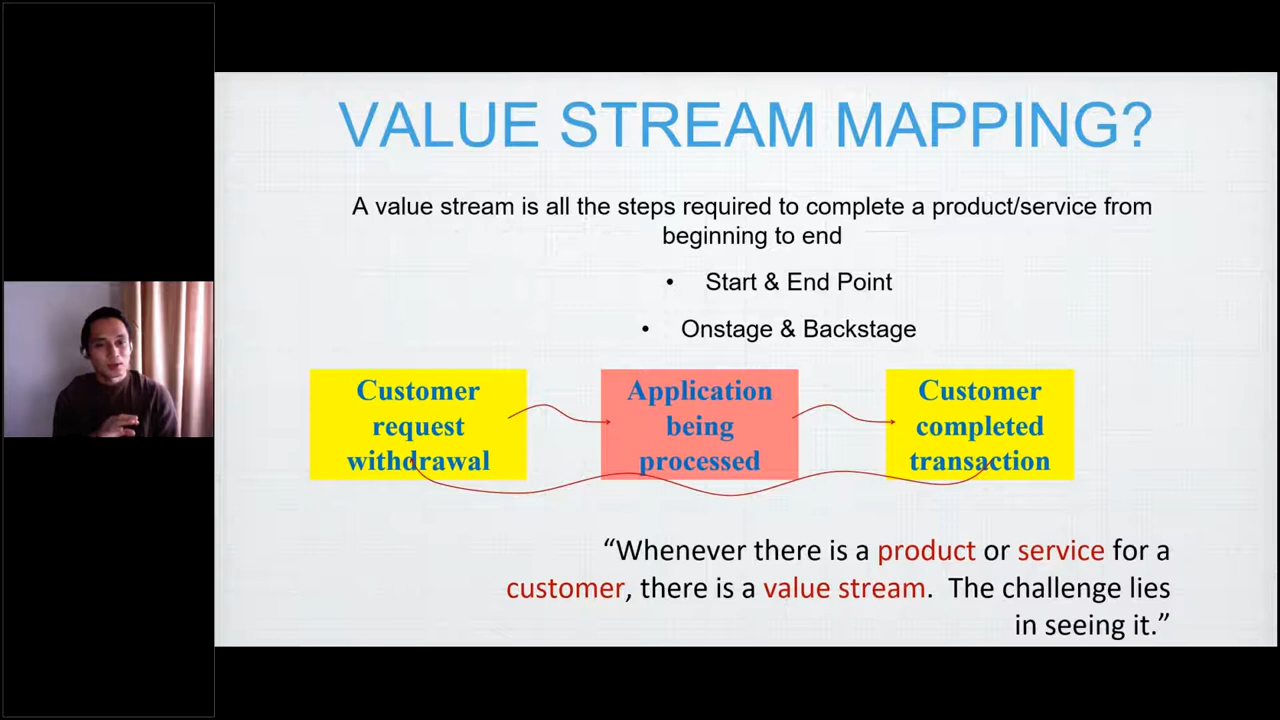 VALUE STREAM MAPPING?
A value stream is all the steps required to complete a product/service from
beginning to end
• Start & End Point
• Onstage & Backstage
Customer
request
withdrawal
Application
being
processed
Customer
completed
transaction
“Whenever there is a product or service for a
customer, there is a value stream.  The challenge lies
in seeing it.”